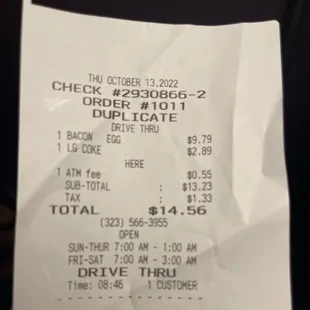 THU OCTOBER 13,2022
CHECK #2930866-2
ORDER #1011
DUPLICATE
DRIVE THRU
1 BACON EGG $9.79
1 LG COKE $2.89
HERE
1 ATM fee $0.55
SUB-TOTAL : $13.23
TAX : $1.33
TOTAL $14.56
(323) 566-3955
OPEN
SUN-THUR 7:00 AM - 1:00 AM
FRI-SAT 7:00 AM - 3:00 AM
DRIVE THRU
Time: 08:46 1 CUSTOMER